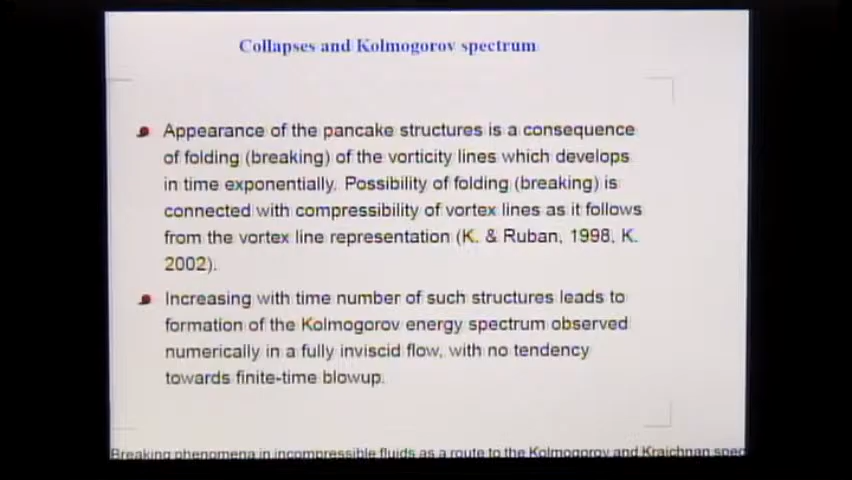 Collapses and Kolmogorov spectrum
Appearance of the pancake structures is a consequence
of folding (breaking) of the vorticity lines which develops
in time exponentially. Possibility of folding (breaking) is
connected with compressibility of vortex lines as it follows
from the vortex line representation (K. & Ruban, 1998, K.
2002).
Increasing with time number of such structures leads to
formation of the Kolmogorov energy spectrum observed
numerically in a fully inviscid flow, with no tendency
towards finite-time blowup.
Breaking phenomena in incompressible fluids as a route to the Kolmogorov and Kraichnan spec